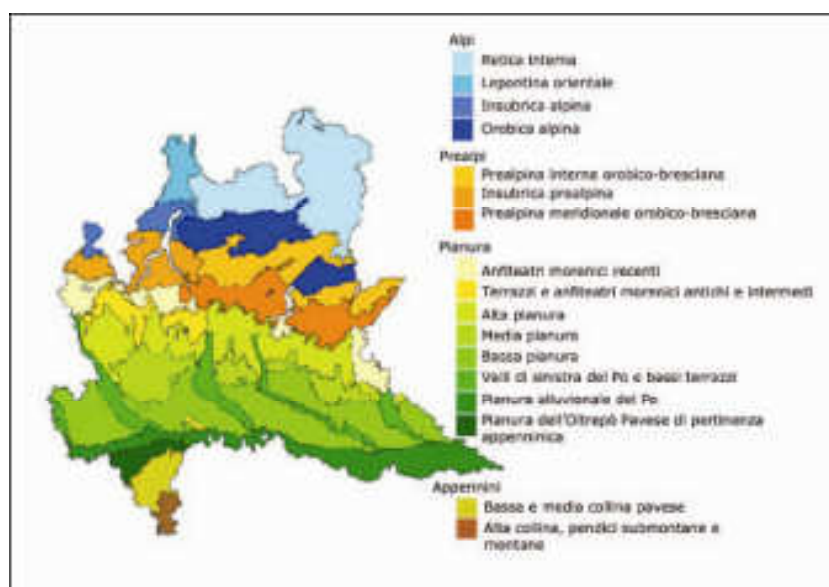 Alpi
Retica interna
Lepontina orientale
Insubrica alpina
Orobica alpina
Prealpi
Prealpina interna orobico-bresciana
Insubrica prealpina
Prealpina meridionale orobico-bresciana
Pianura
Anfiteatri morenici recenti
Terrazzi e anfiteatri morenici antichi e intermedi
Alta pianura
Media pianura
Bassa pianura
Valli di sinistra del Po e bassi terrazzi
Pianura alluvionale del Po
Pianura dell'Oltrepò Pavese di pertinenza
appenninica
Appennini
Bassa e media collina pavese
Alta collina, pendici submontane e
montane